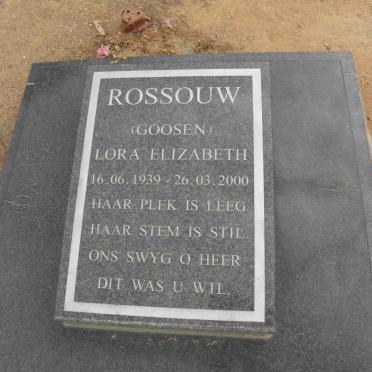 ROSSOUW
(GOOSEN)
LORA ELIZABETH
16.06.1939 - 26.03.2000
HAAR PLEK IS LEEG
HAAR STEM IS STIL.
ONS SWYG O HEER
DIT WAS U WIL.